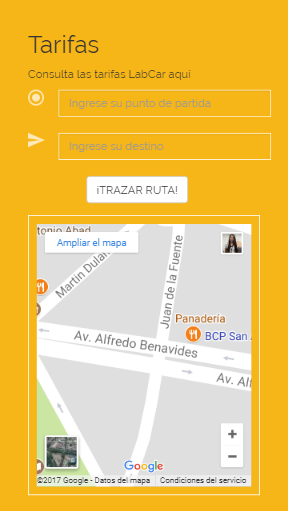 Tarifas
Consulta las tarifas LabCar aquí
Ingrese su punto de partida
Ingrese su destino
¡TRAZAR RUTA!
tonio Abad
Ampliar el mapa
Martin Dulan
Juan de la Fuente
Panadería
BCP San
Av. Alfredo Benavides
Av. Alf
+
−
Google
©2017 Google - Datos del mapa
Condiciones del servicio